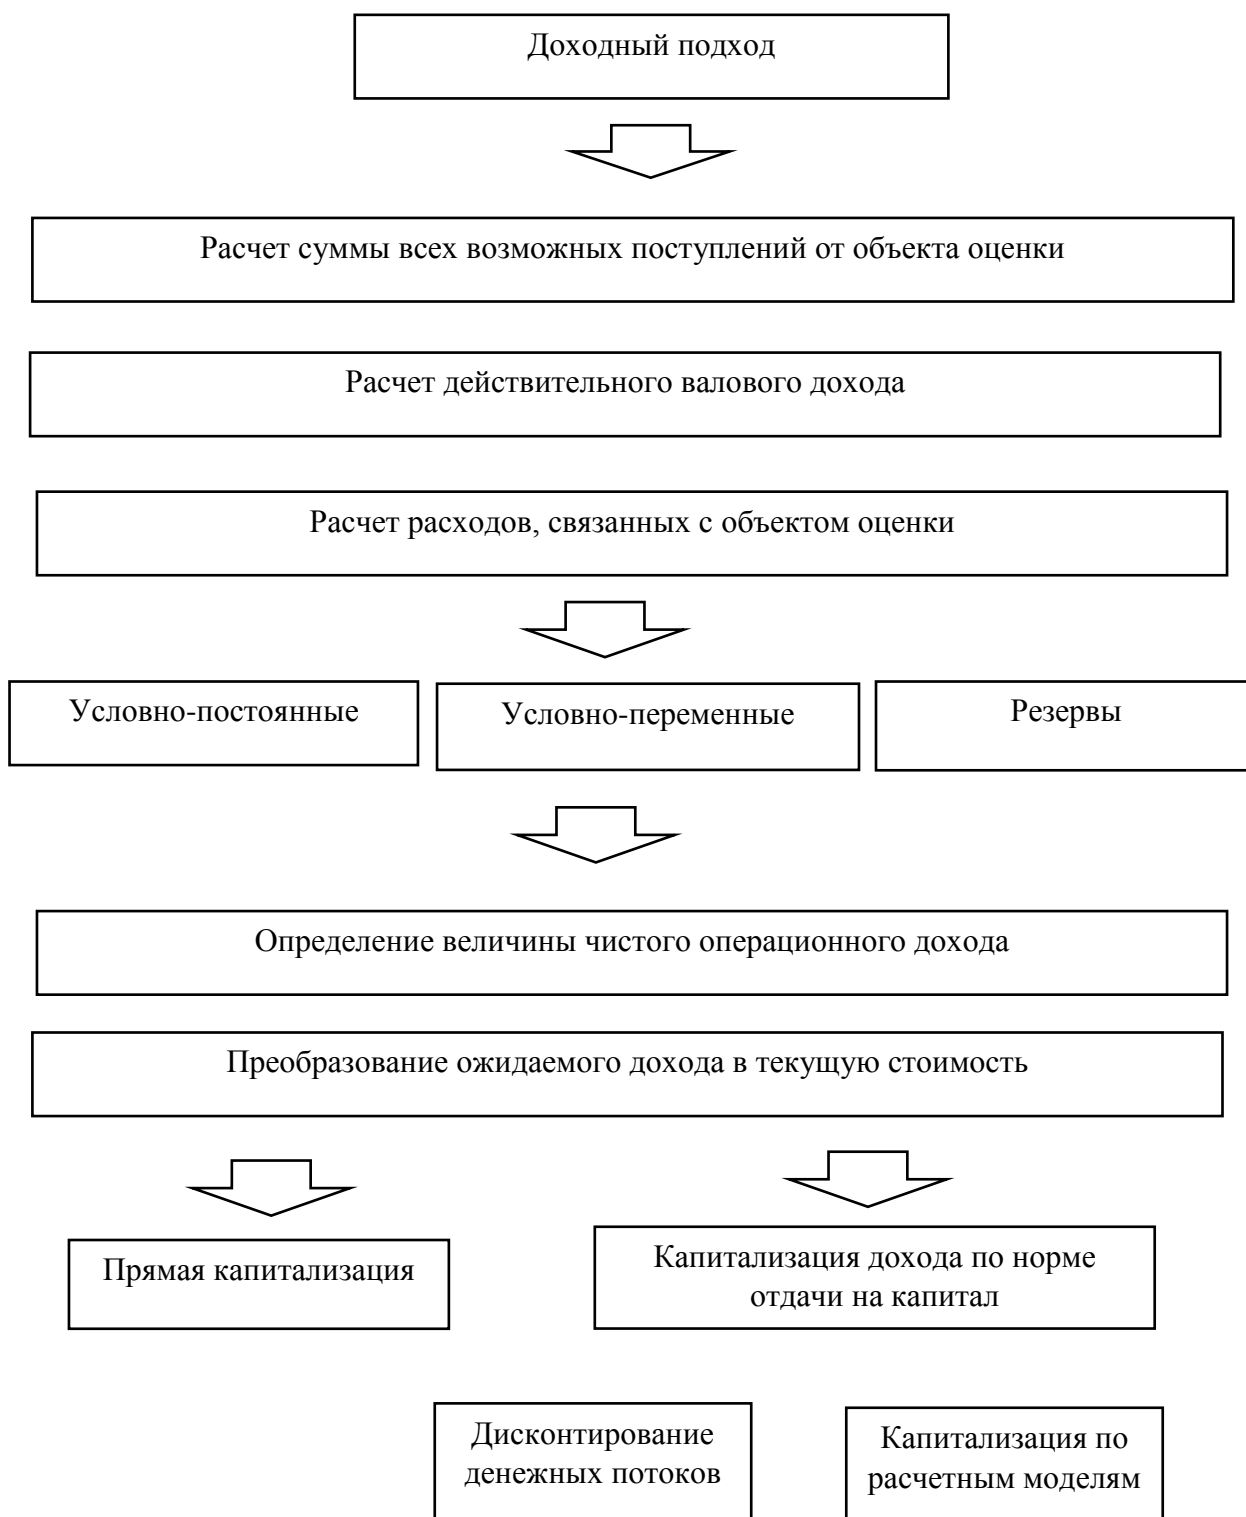 Доходный подход
Расчет суммы всех возможных поступлений от объекта оценки
Расчет действительного валового дохода
Расчет расходов, связанных с объектом оценки
Условно-постоянные
Условно-переменные
Резервы
Определение величины чистого операционного дохода
Преобразование ожидаемого дохода в текущую стоимость
Прямая капитализация
Капитализация дохода по норме
отдачи на капитал
Дисконтирование
денежных потоков
Капитализация по
расчетным моделям